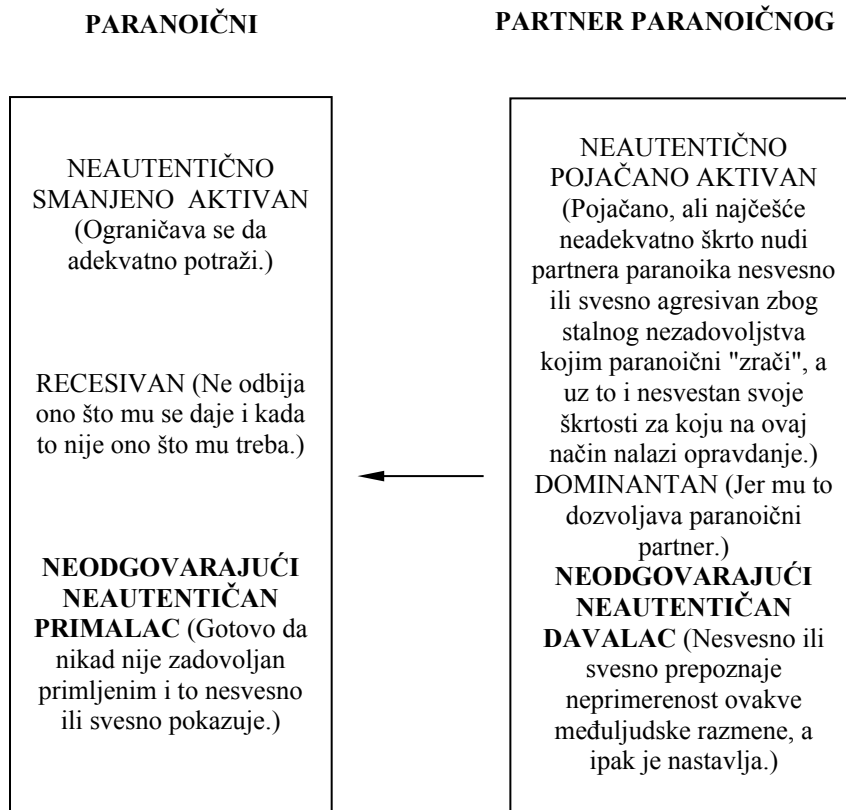 PARANOIČNI
PARTNER PARANOIČNOG
NEAUTENTIČNO
SMANJENO  AKTIVAN
(Ograničava se da
adekvatno potraži.)
RECESIVAN (Ne odbija
ono što mu se daje i kada
to nije ono što mu treba.)
NEODGOVARAJUĆI
NEAUTENTIČAN
PRIMALAC (Gotovo da
nikad nije zadovoljan
primljenim i to nesvesno
ili svesno pokazuje.)
NEAUTENTIČNO
POJAČANO AKTIVAN
(Pojačano, ali najčešće
neadekvatno škrto nudi
partnera paranoika nesvesno
ili svesno agresivan zbog
stalnog nezadovoljstva
kojim paranoični "zrači", a
uz to i nesvestan svoje
škrtosti za koju na ovaj
način nalazi opravdanje.)
DOMINANTAN (Jer mu to
dozvoljava paranoični
partner.)
NEODGOVARAJUĆI
NEAUTENTIČAN
DAVALAC (Nesvesno ili
svesno prepoznaje
neprimerenost ovakve
međuljudske razmene, a
ipak je nastavlja.)